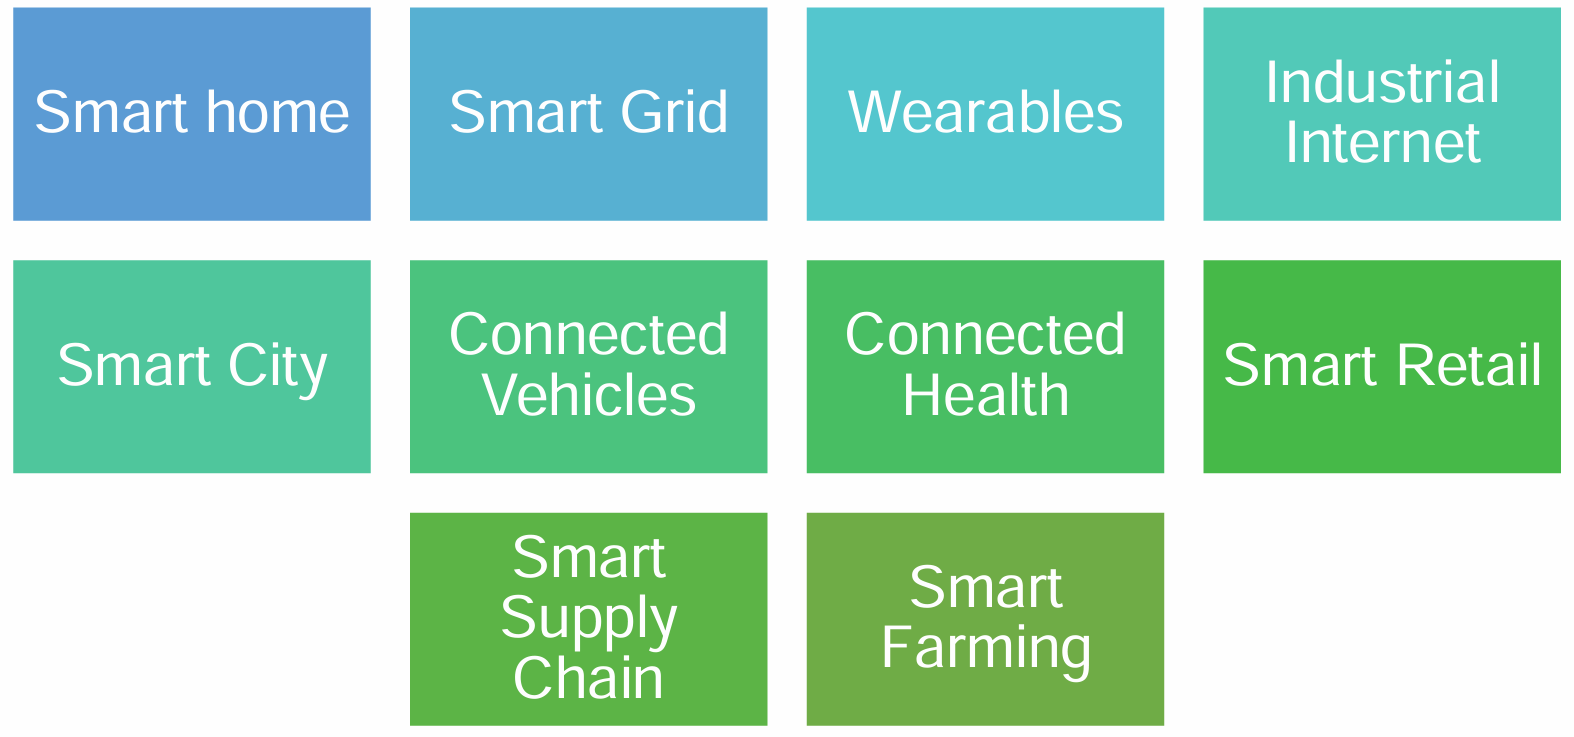 Smart home
Smart Grid
Wearables
Industrial
Internet
Smart City
Connected
Vehicles
Connected
Health
Smart Retail
Smart
Supply
Chain
Smart
Farming